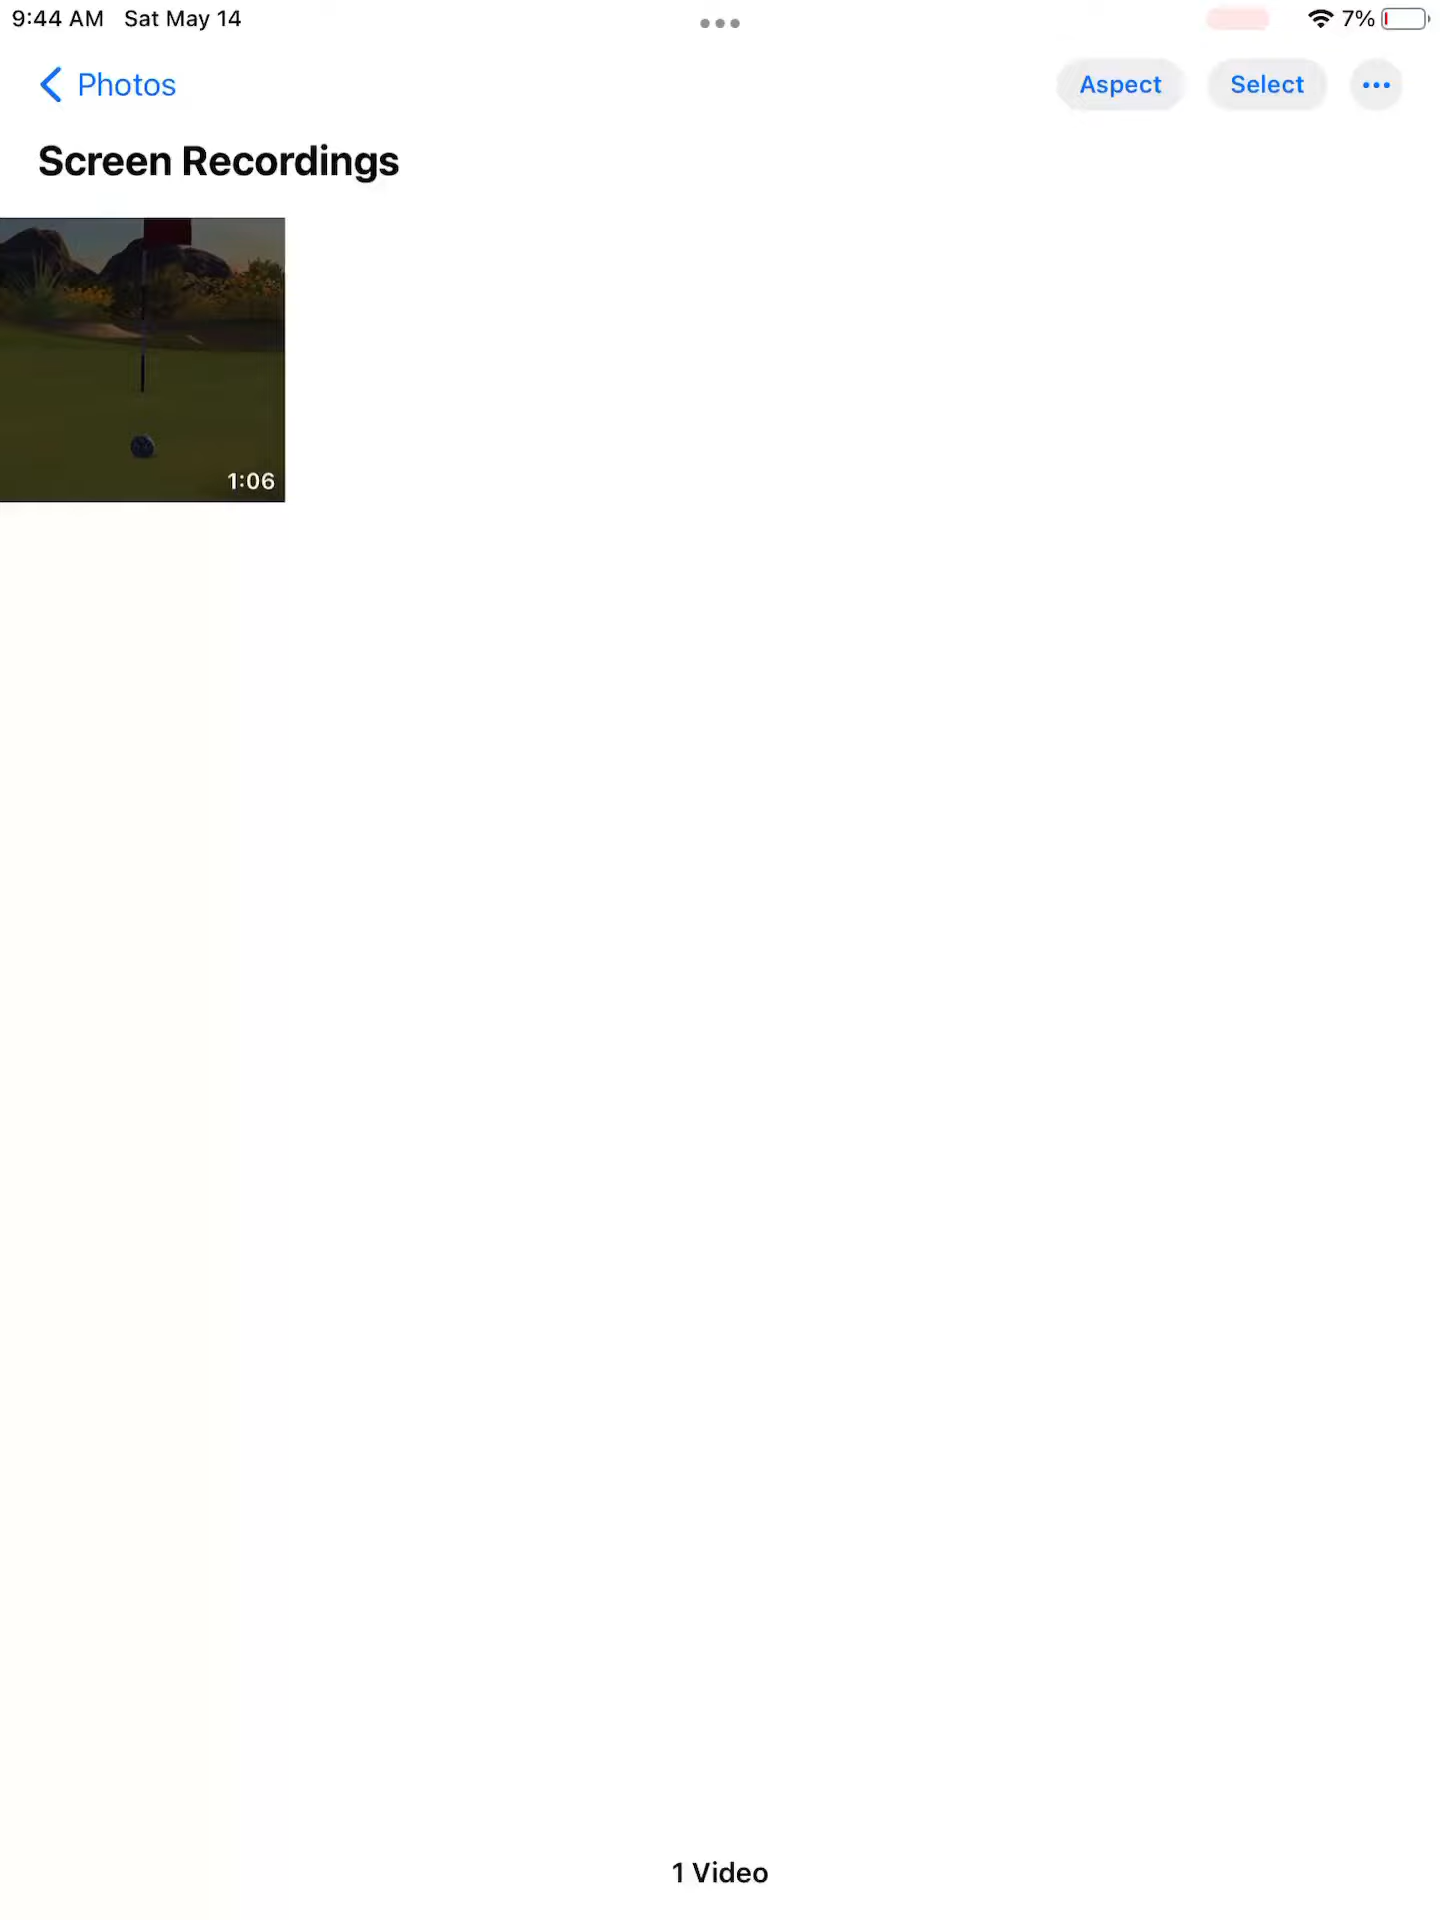 9:44 AM Sat May 14
7%
Photos
Aspect Select
Screen Recordings
1:06
1 Video